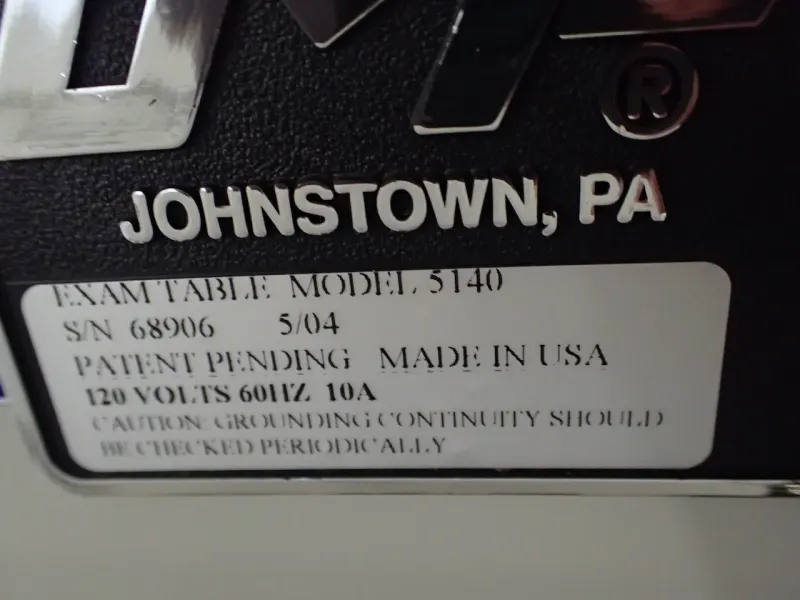 ®
JOHNSTOWN, PA
EXAM TABLE MODEL 5140
S/N 68906 5/04
PATENT PENDING MADE IN USA
120 VOLTS 60HZ 10A
CAUTION: GROUNDING CONTINUITY SHOULD
BE CHECKED PERIODICALLY